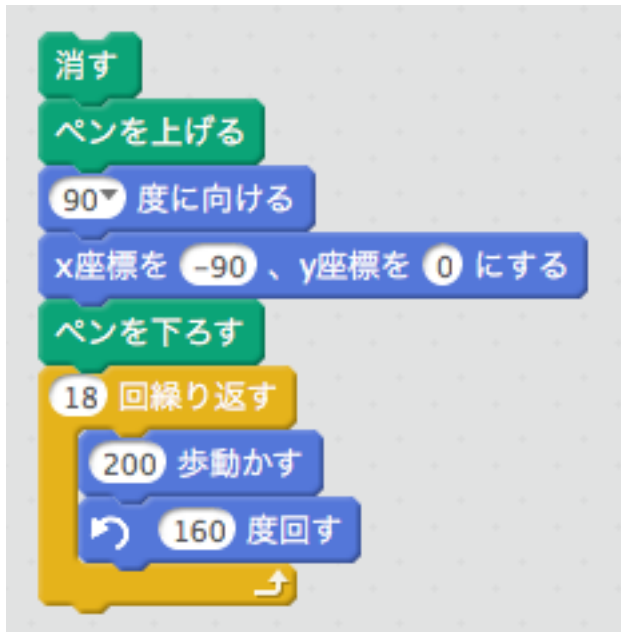 消す
ペンを上げる
90 度に向ける
x座標を -90 、y座標を 0 にする
ペンを下ろす
18 回繰り返す
200 歩動かす
160 度回す